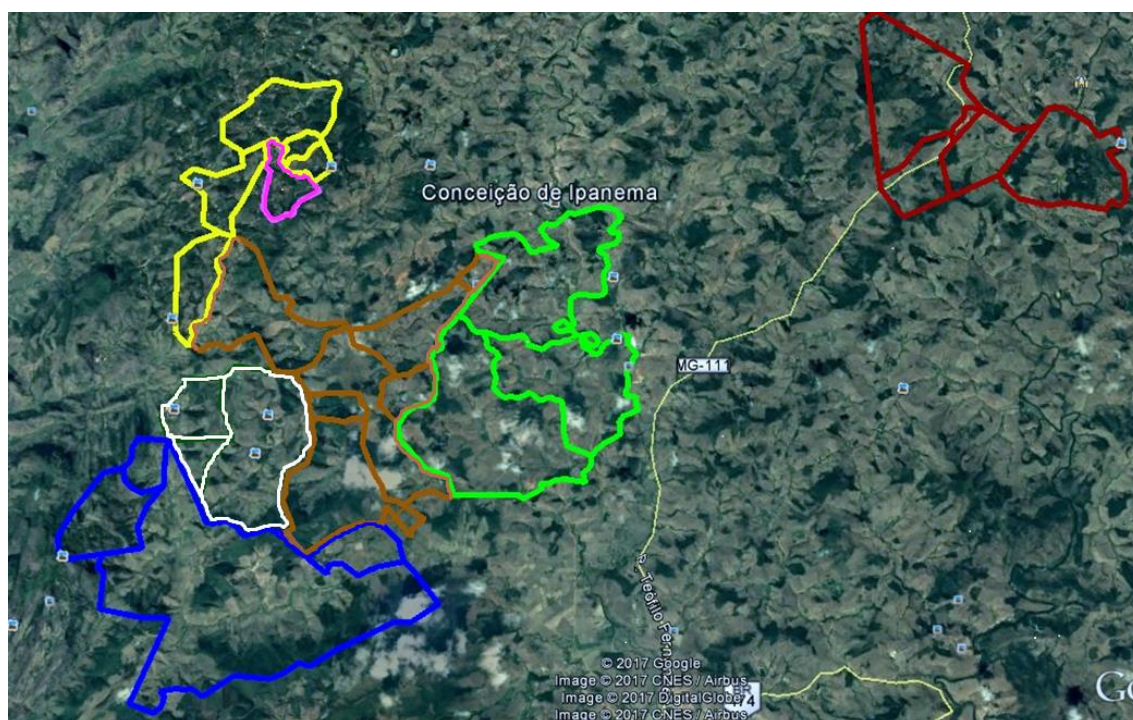 Conceição de Ipanema
MG-111
© 2017 Google
Image © 2017 CNES / Airbus
Image © 2017 DigitalGlobe
Image © 2017 CNES / Airbus